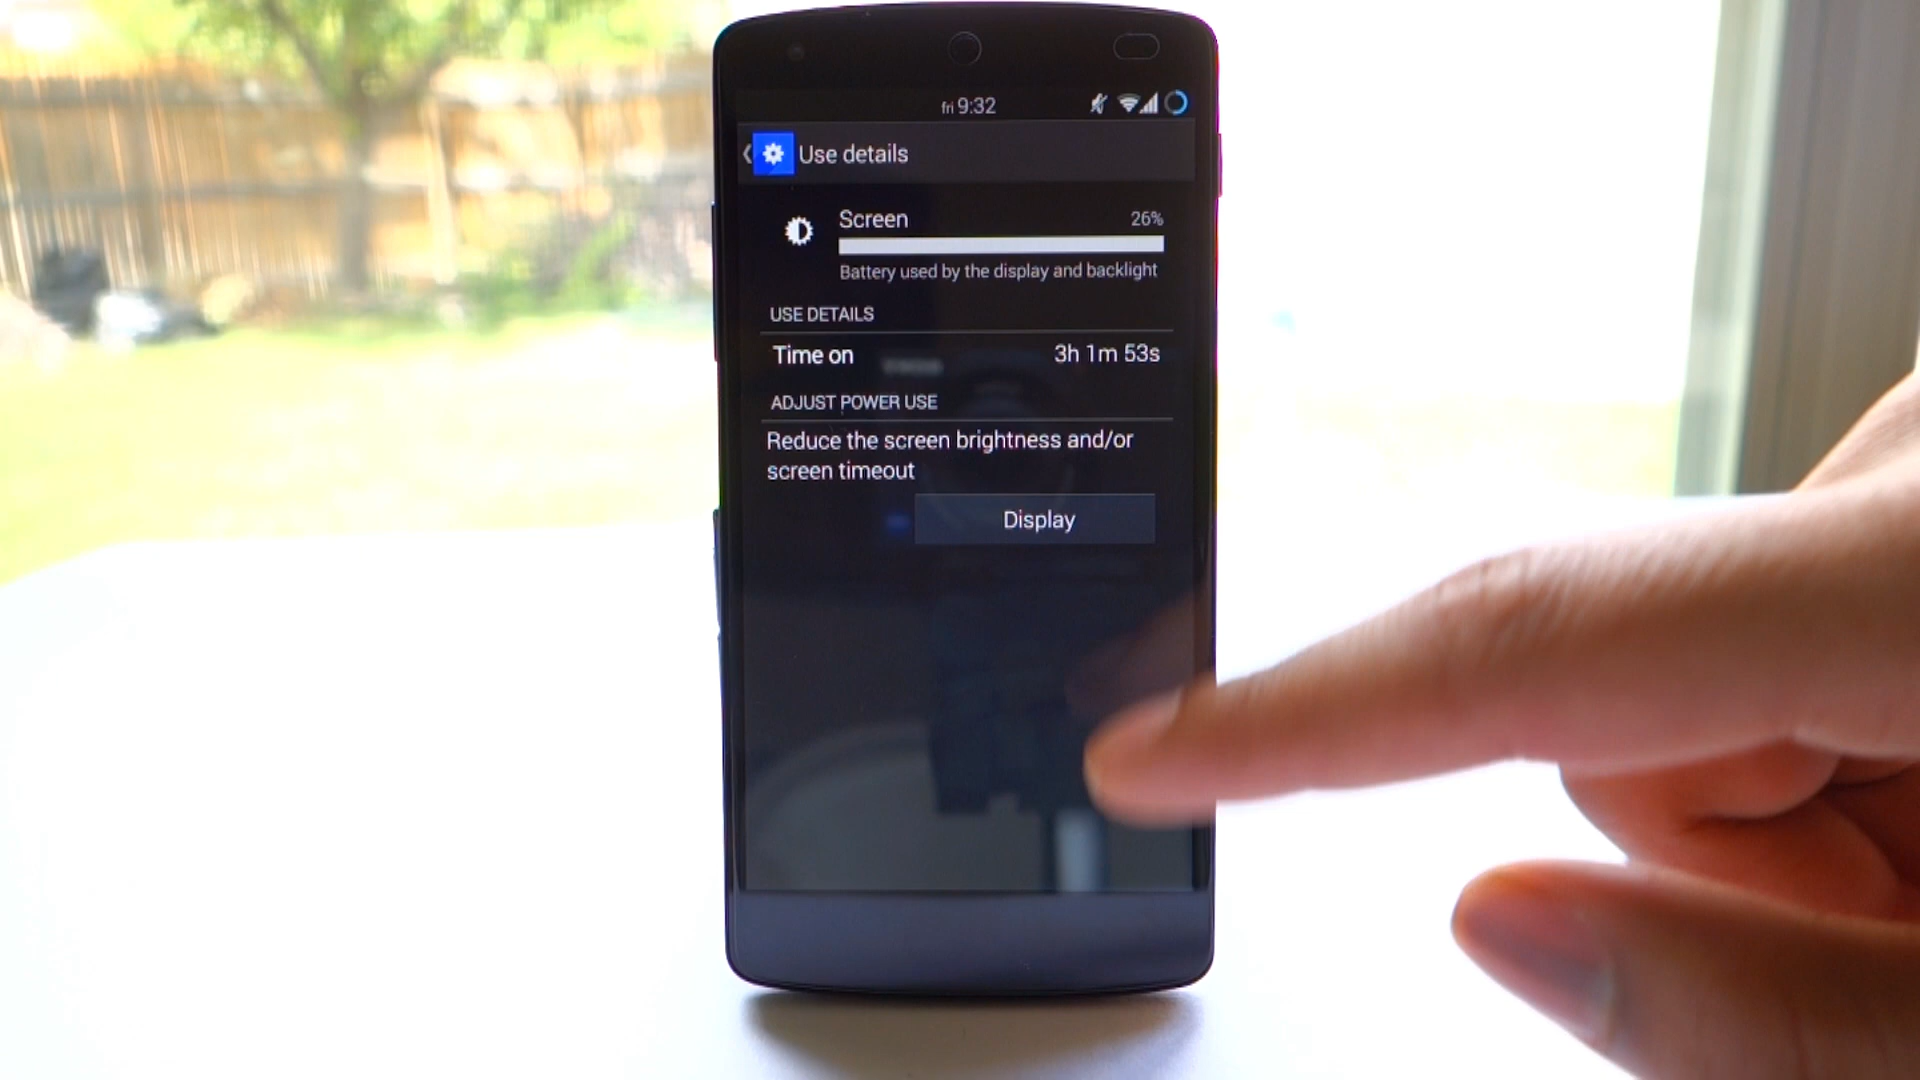 fri 9:32
Use details
Screen 26%
Battery used by the display and backlight
USE DETAILS
Time on 3h 1m 53s
ADJUST POWER USE
Reduce the screen brightness and/or
screen timeout
Display